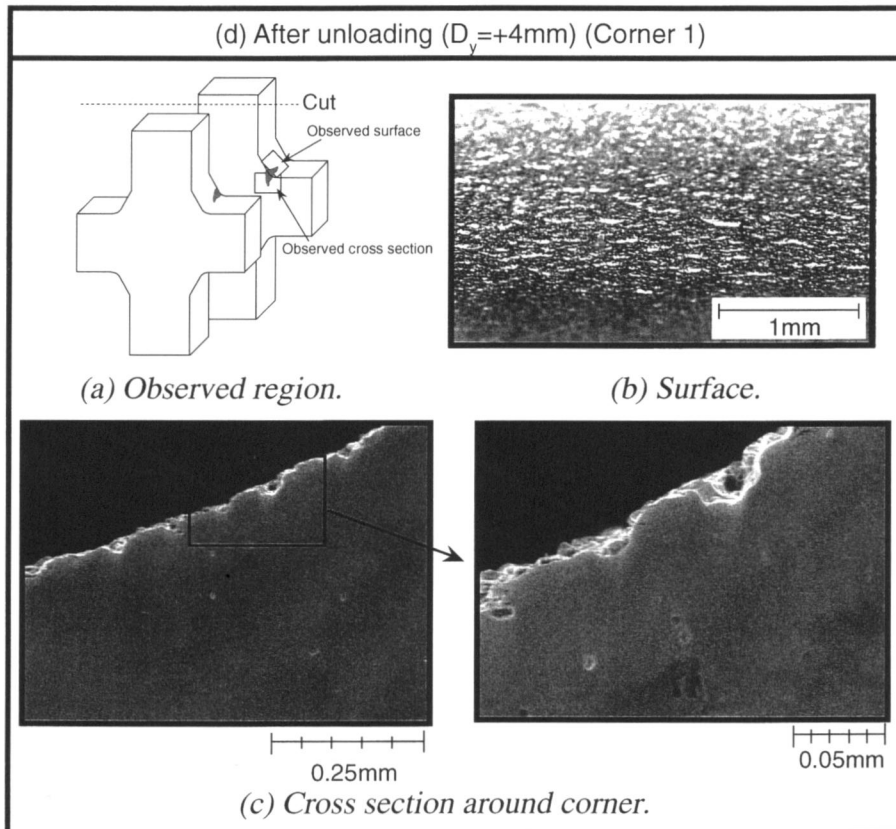 (d) After unloading (Dy=+4mm) (Corner 1)
Cut
Observed surface
Observed cross section
1mm
(a) Observed region.
(b) Surface.
0.25mm
0.05mm
(c) Cross section around corner.